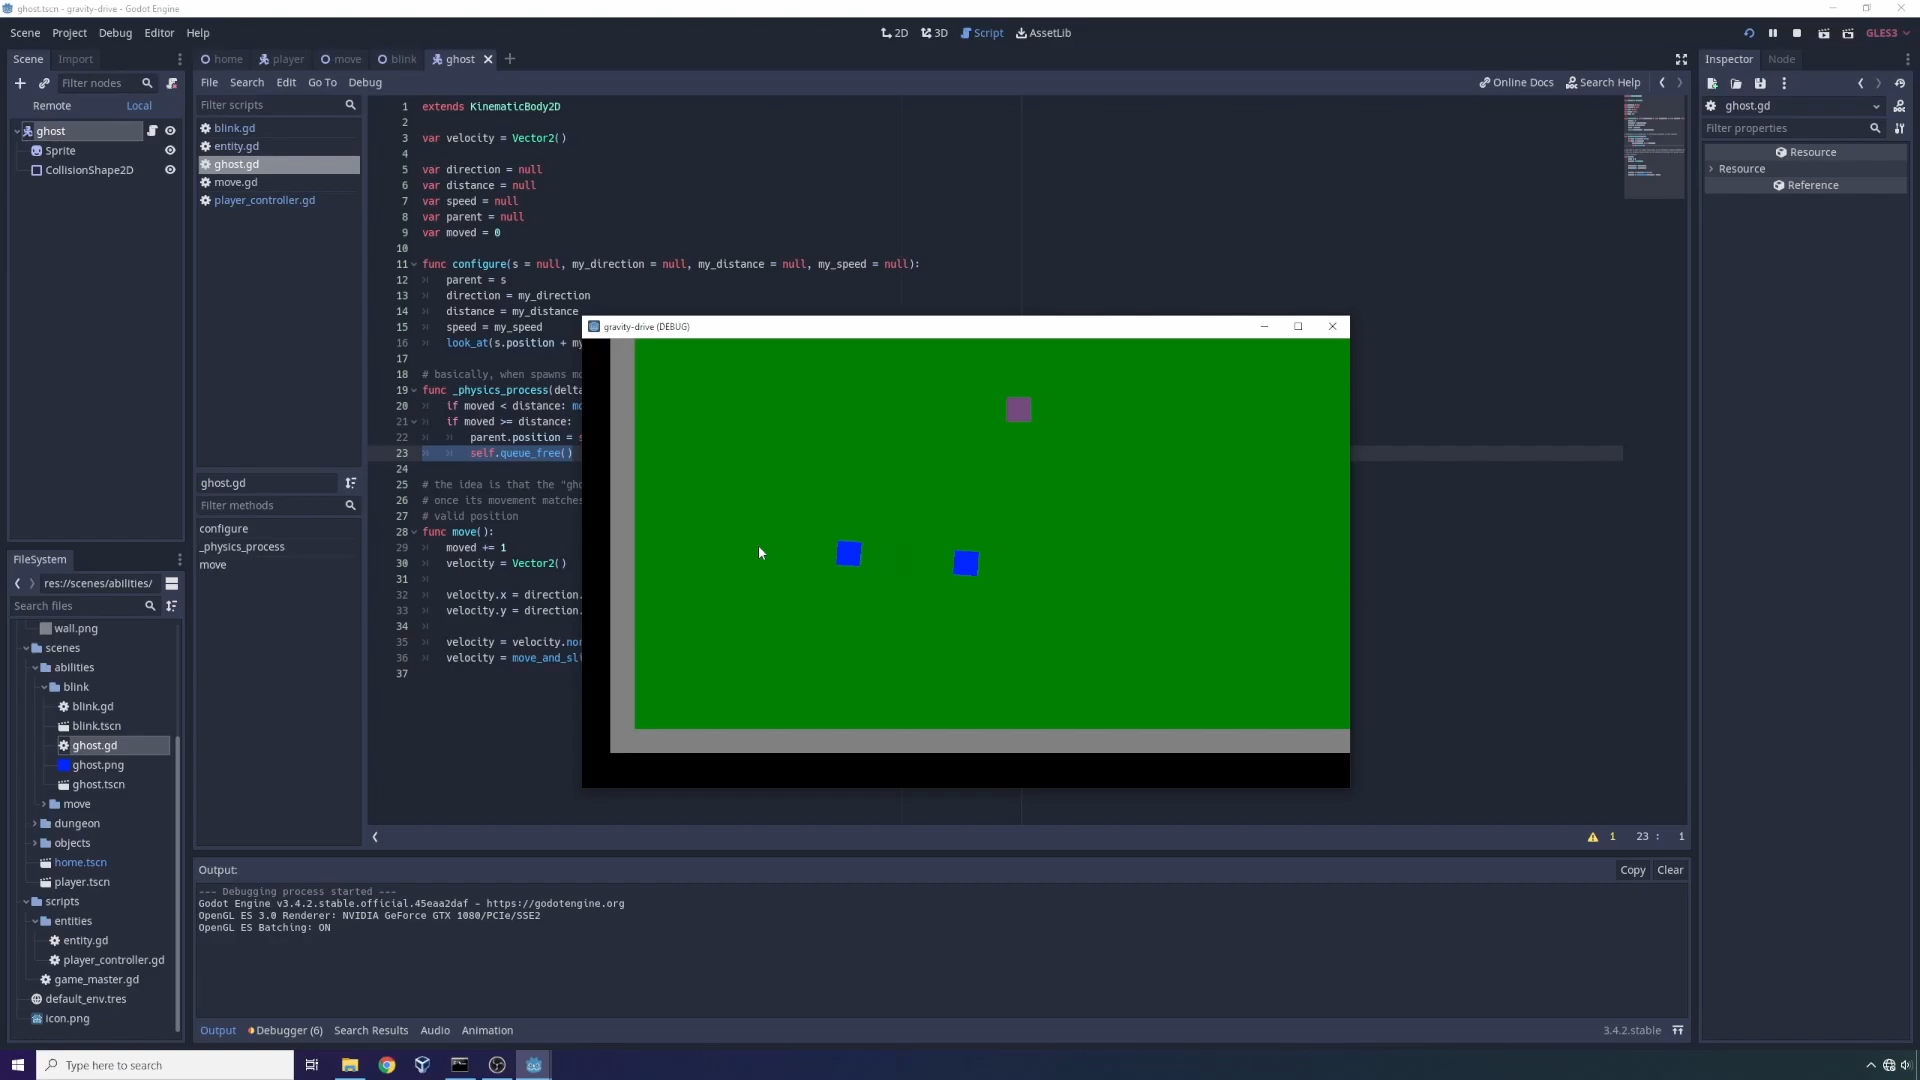 ghost.tscn - gravity-drive - Godot Engine
Scene Project Debug Editor Help
2D 3D Script AssetLib
GLES3
Scene Import
home player move blink ghost
Inspector Node
Filter nodes
File Search Edit Go To Debug
Online Docs Search Help
Remote Local
Filter scripts
ghost.gd
Filter properties
ghost
Sprite
CollisionShape2D
blink.gd
entity.gd
ghost.gd
move.gd
player_controller.gd
Resource
Resource
Reference
1 extends KinematicBody2D
2
3 var velocity = Vector2()
4
5 var direction = null
6 var distance = null
7 var speed = null
8 var parent = null
9 var moved = 0
10
11 func configure(s = null, my_direction = null, my_distance = null, my_speed = null):
12 parent = s
13 direction = my_direction
14 distance = my_distance
15 speed = my_speed
16 look_at(s.position + my
17
18 # basically, when spawns mo
19 func _physics_process(delta
20 if moved < distance: mo
21 if moved >= distance:
22 parent.position = s
23 self.queue_free()
24
25 # the idea is that the "gho
26 # once its movement matches
27 # valid position
28 func move():
29 moved += 1
30 velocity = Vector2()
31
32 velocity.x = direction.
33 velocity.y = direction.
34
35 velocity = velocity.nor
36 velocity = move_and_sli
37
gravity-drive (DEBUG)
ghost.gd
Filter methods
configure
_physics_process
move
1 23 : 1
FileSystem
res://scenes/abilities/
Search files
wall.png
scenes
abilities
blink
blink.gd
blink.tscn
ghost.gd
ghost.png
ghost.tscn
move
dungeon
objects
home.tscn
player.tscn
scripts
entities
entity.gd
player_controller.gd
game_master.gd
default_env.tres
icon.png
Output:
Copy Clear
--- Debugging process started ---
Godot Engine v3.4.2.stable.official.45eaa2daf - https://godotengine.org
OpenGL ES 3.0 Renderer: NVIDIA GeForce GTX 1080/PCIe/SSE2
OpenGL ES Batching: ON
Output Debugger (6) Search Results Audio Animation
3.4.2.stable
Type here to search